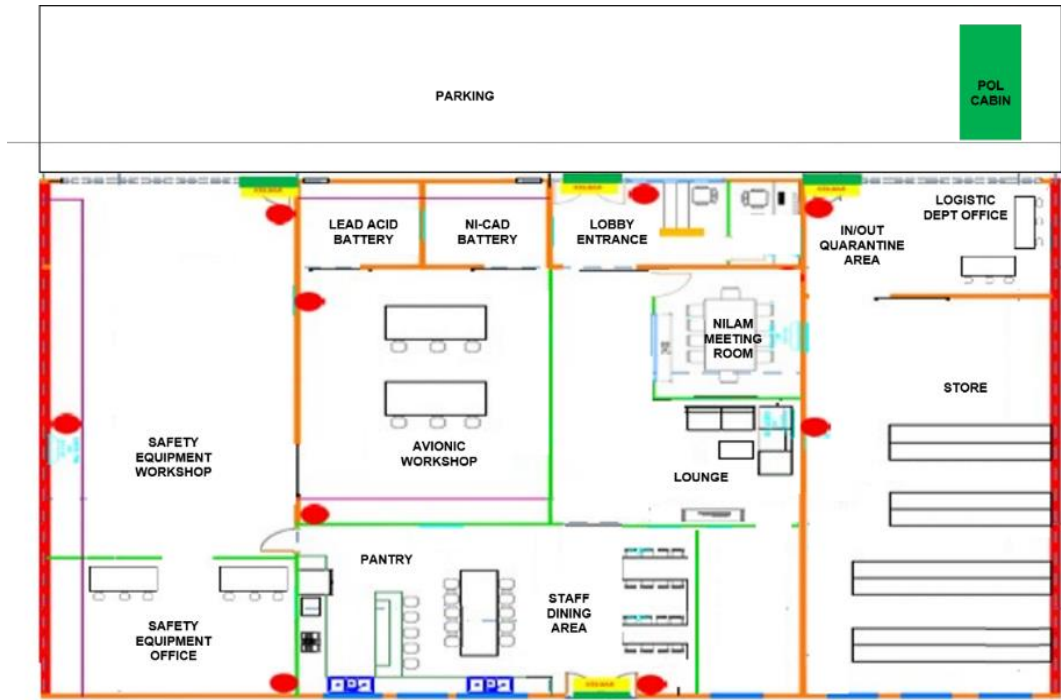 PARKING
POL
CABIN
LEAD ACID
BATTERY
NI-CAD
BATTERY
LOBBY
ENTRANCE
IN/OUT
QUARANTINE
AREA
LOGISTIC
DEPT OFFICE
NILAM
MEETING
ROOM
STORE
SAFETY
EQUIPMENT
WORKSHOP
AVIONIC
WORKSHOP
LOUNGE
PANTRY
STAFF
DINING
AREA
SAFETY
EQUIPMENT
OFFICE